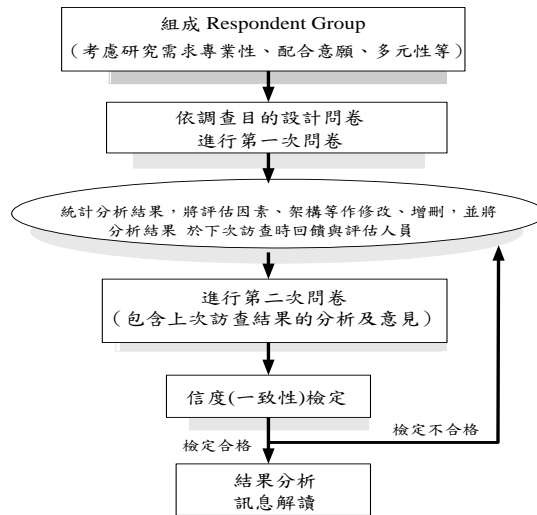 組成 Respondent Group
（考慮研究需求專業性、配合意願、多元性等）
依調查目的設計問卷
進行第一次問卷
統計分析結果，將評估因素、架構等作修改、增刪，並將
分析結果 於下次訪查時回饋與評估人員
進行第二次問卷
（包含上次訪查結果的分析及意見）
信度(一致性)檢定
檢定不合格
檢定合格
結果分析
訊息解讀